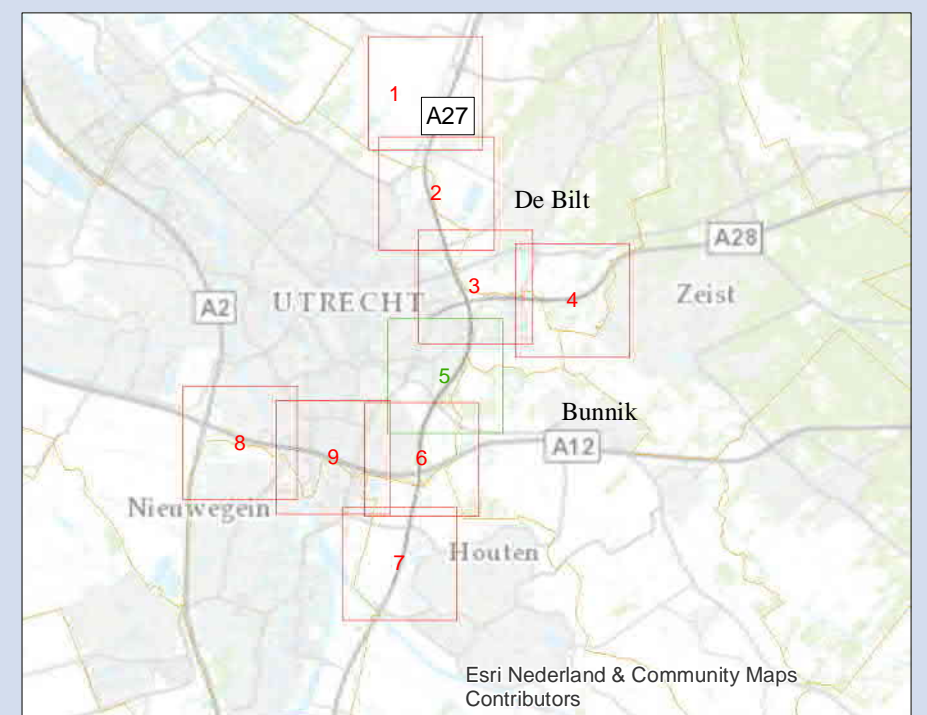 1
A27
2
De Bilt
A28
3
4
Zeist
A2
UTRECHT
5
Bunnik
8
9
6
A12
Nieuwegein
Houten
7
Esri Nederland & Community Maps
Contributors